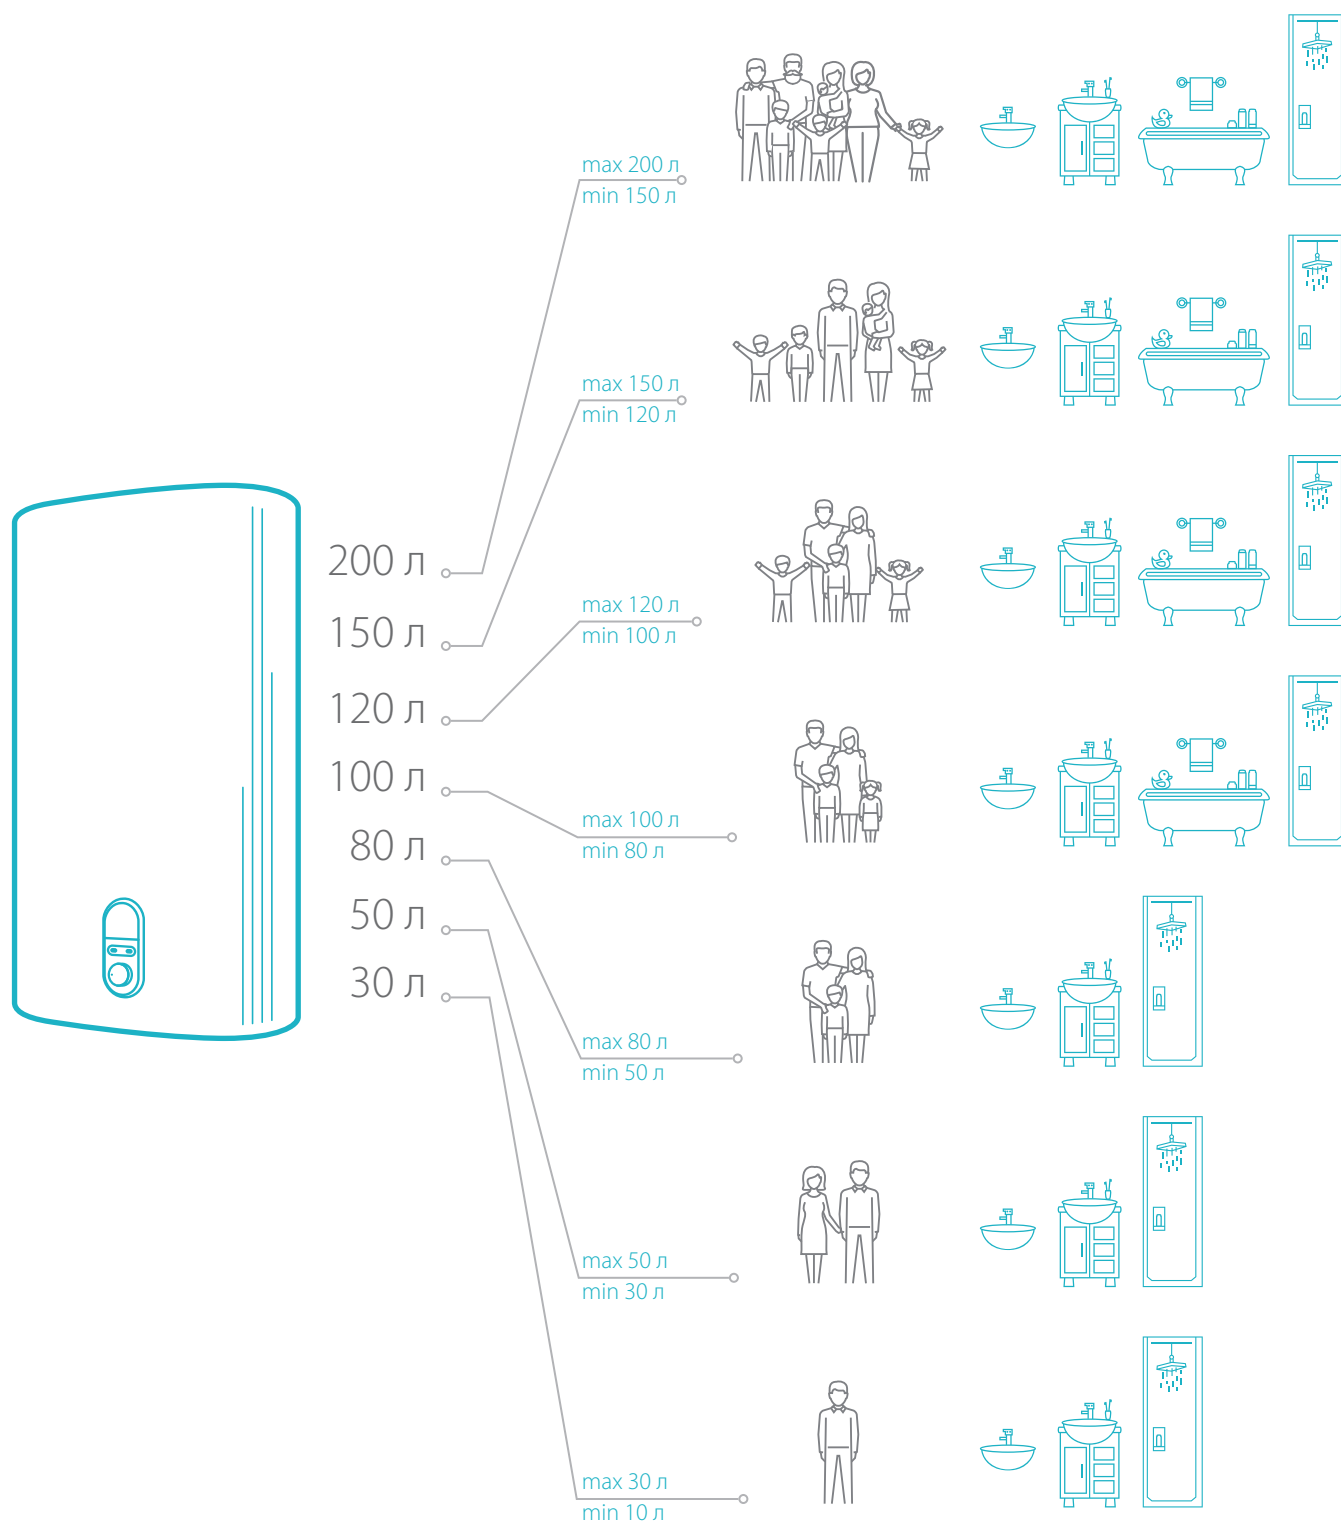 200 л
150 л
120 л
100 л
80 л
50 л
30 л
max 200 л
min 150 л
max 150 л
min 120 л
max 120 л
min 100 л
max 100 л
min 80 л
max 80 л
min 50 л
max 50 л
min 30 л
max 30 л
min 10 л